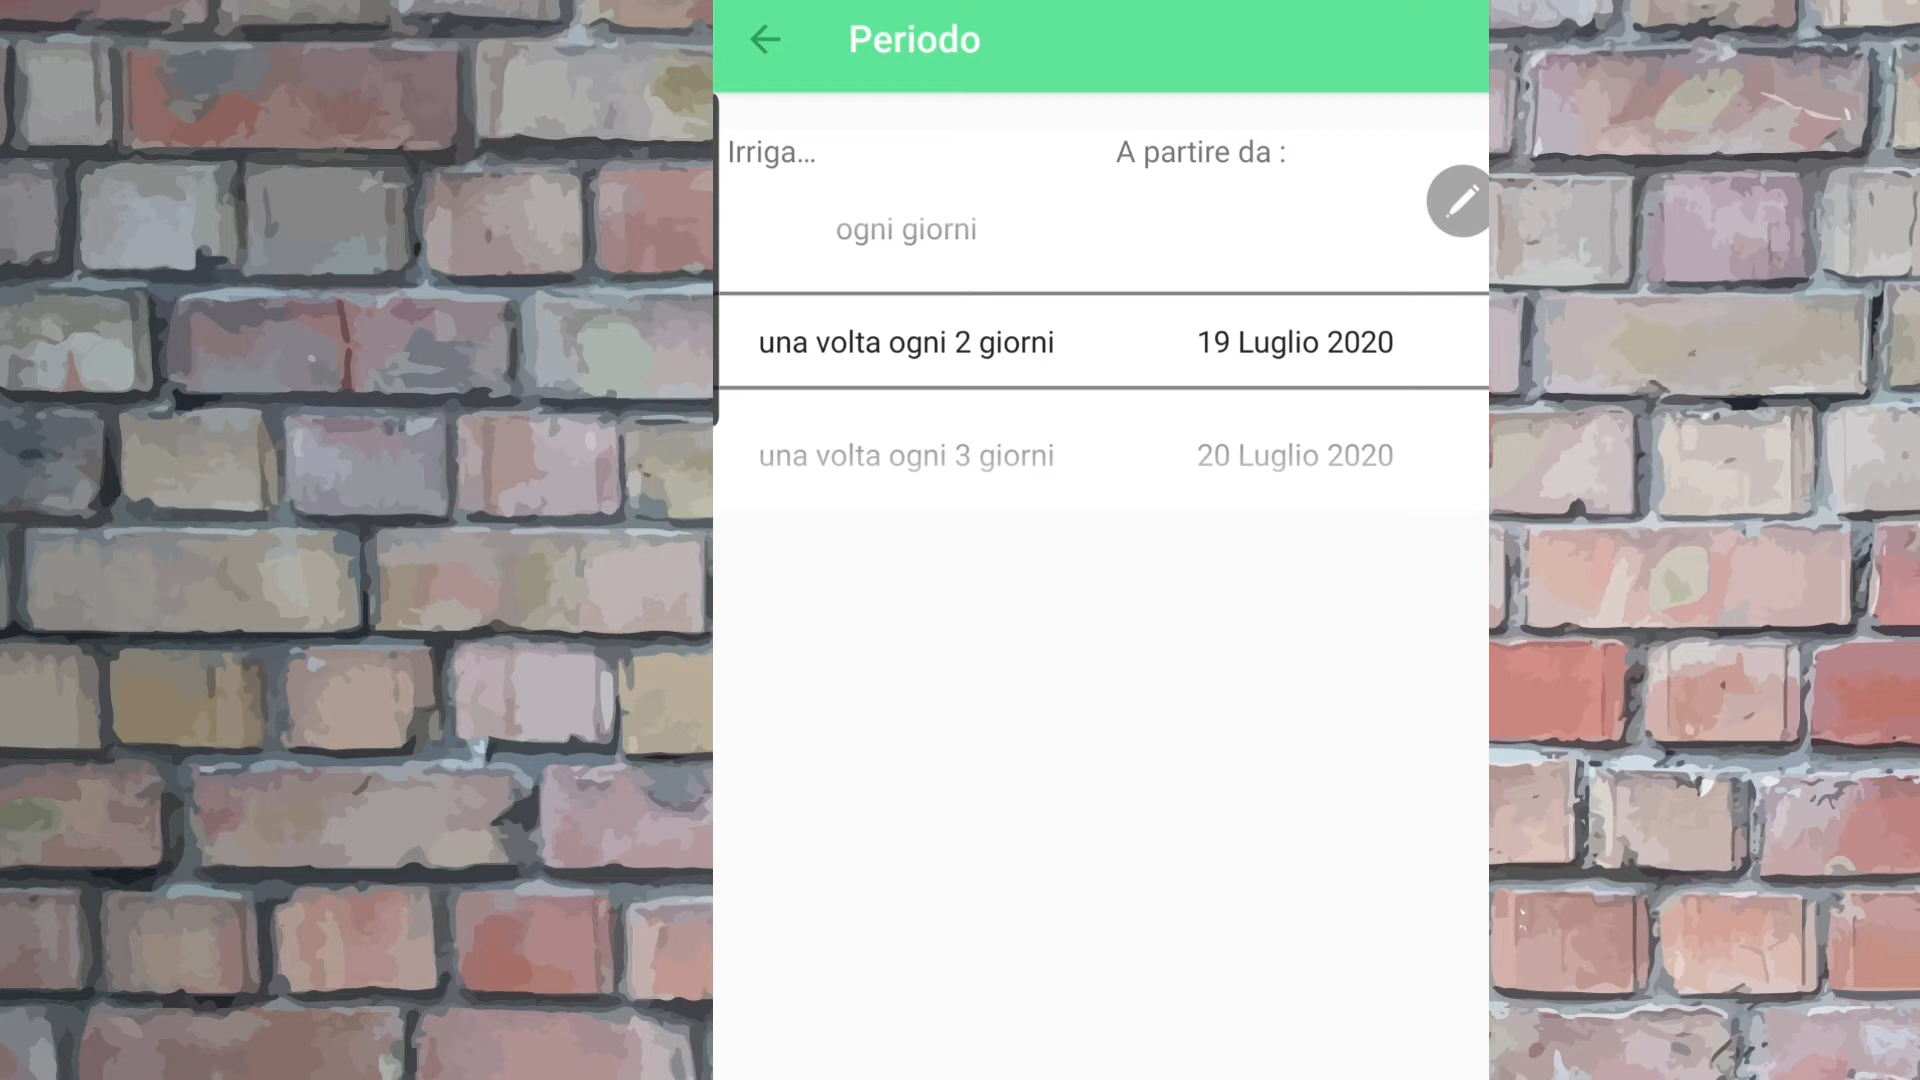 Periodo
Irriga... A partire da :
ogni giorni
una volta ogni 2 giorni 19 Luglio 2020
una volta ogni 3 giorni 20 Luglio 2020